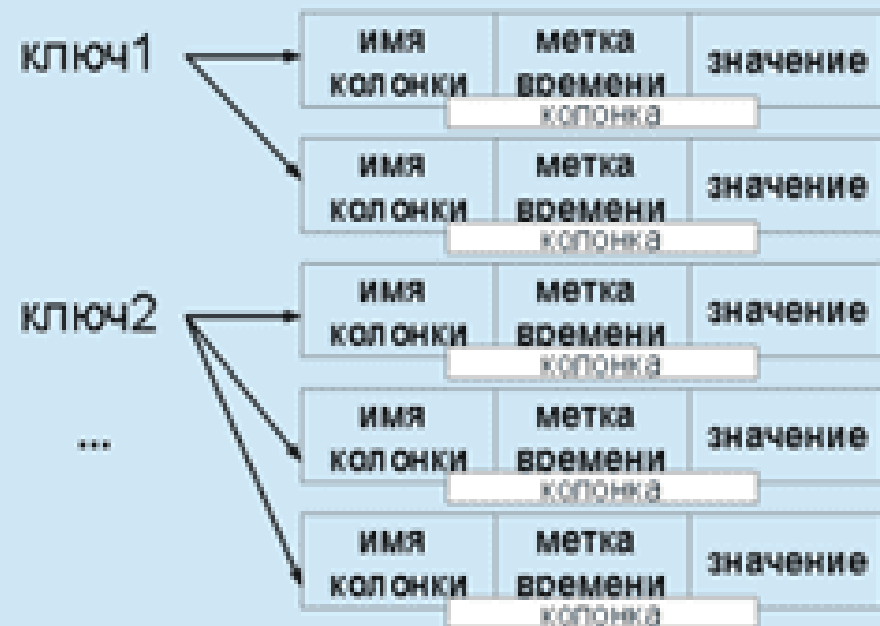 ключ1
имя колонки
метка времени
значение
колонка
имя колонки
метка времени
значение
колонка
ключ2
имя колонки
метка времени
значение
колонка
...
имя колонки
метка времени
значение
колонка
имя колонки
метка времени
значение
колонка